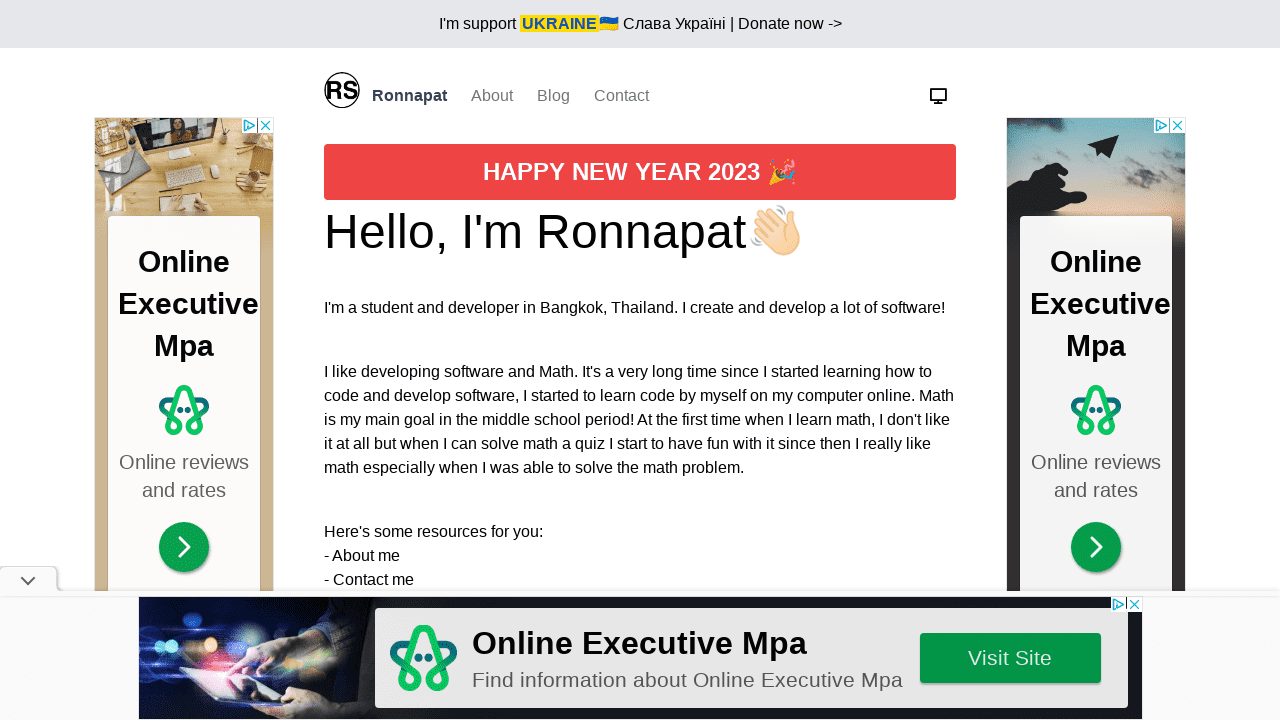 I'm support UKRAINE🇺🇦 Слава Україні | Donate now ->
RS Ronnapat About Blog Contact
HAPPY NEW YEAR 2023 🎉
Hello, I'm Ronnapat👋🏻
I'm a student and developer in Bangkok, Thailand. I create and develop a lot of software!
I like developing software and Math. It's a very long time since I started learning how to
code and develop software, I started to learn code by myself on my computer online. Math
is my main goal in the middle school period! At the first time when I learn math, I don't like
it at all but when I can solve math a quiz I start to have fun with it since then I really like
math especially when I was able to solve the math problem.
Here's some resources for you:
- About me
- Contact me
Online
Executive
Mpa
Online reviews
and rates
Online
Executive
Mpa
Online reviews
and rates
Online Executive Mpa
Find information about Online Executive Mpa
Visit Site